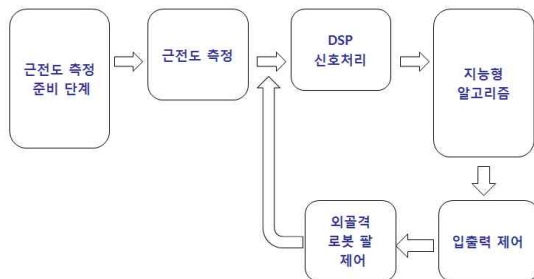 근전도 측정
준비 단계
근전도 측정
DSP
신호처리
지능형
알고리즘
입출력 제어
외골격
로봇 팔
제어